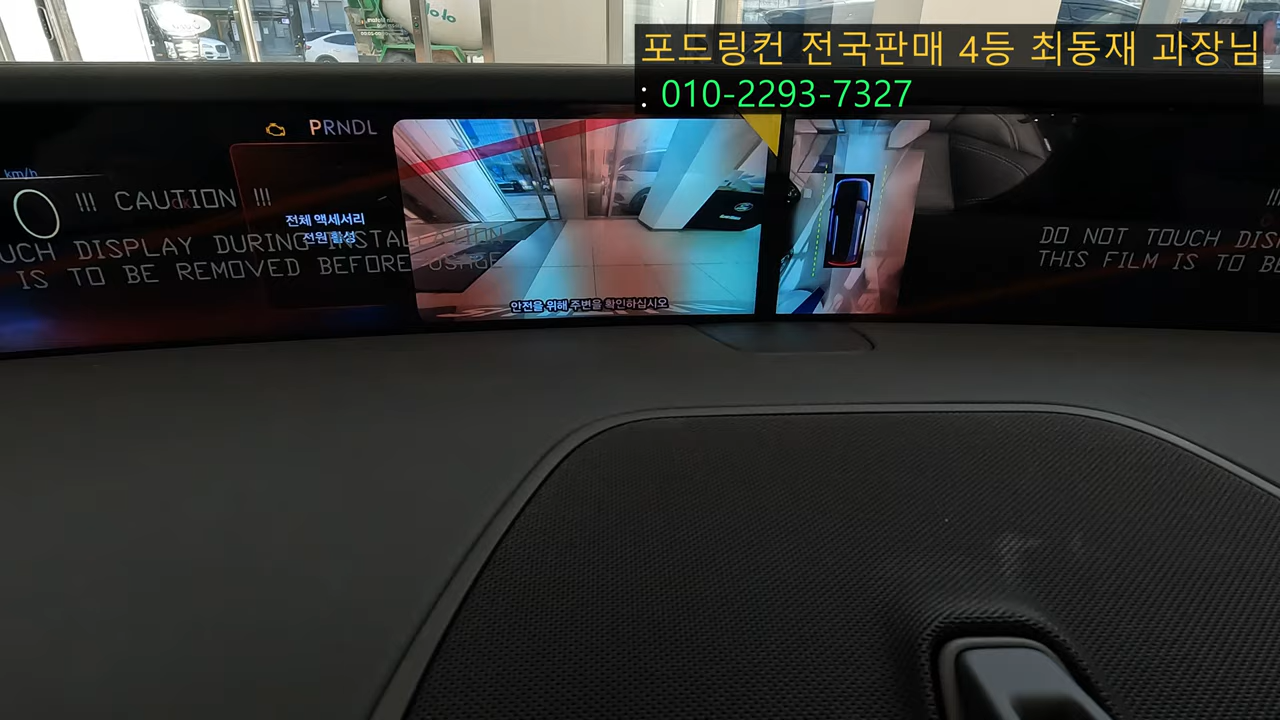 포드링컨 전국판매 4등 최동재 과장님
: 010-2293-7327
PRNDL
km/h
!!! CAUTION !!!
전체 액세서리
전원 활성
OK
UCH DISPLAY DURING INSTALLATION
IS TO BE REMOVED BEFORE USAGE
안전을 위해 주변을 확인하십시오
!!!
DO NOT TOUCH DIS
THIS FILM IS TO BE